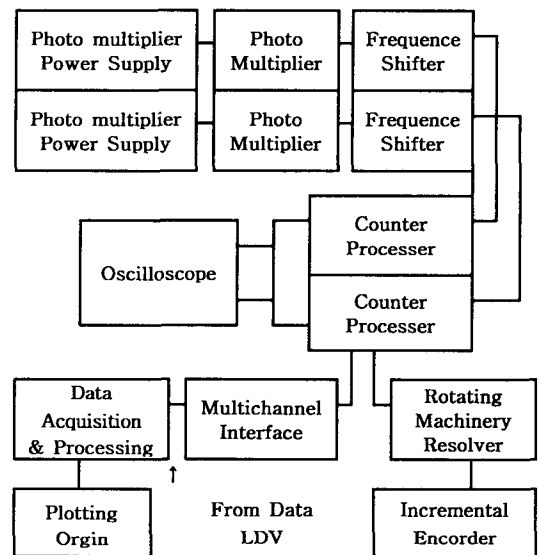 Photo multiplier
Power Supply
Photo
Multiplier
Frequence
Shifter
Photo multiplier
Power Supply
Photo
Multiplier
Frequence
Shifter
Counter
Processer
Oscilloscope
Counter
Processer
Data
Acquisition
& Processing
Multichannel
Interface
Rotating
Machinery
Resolver
↑
Plotting
Orgin
From Data
LDV
Incremental
Encorder